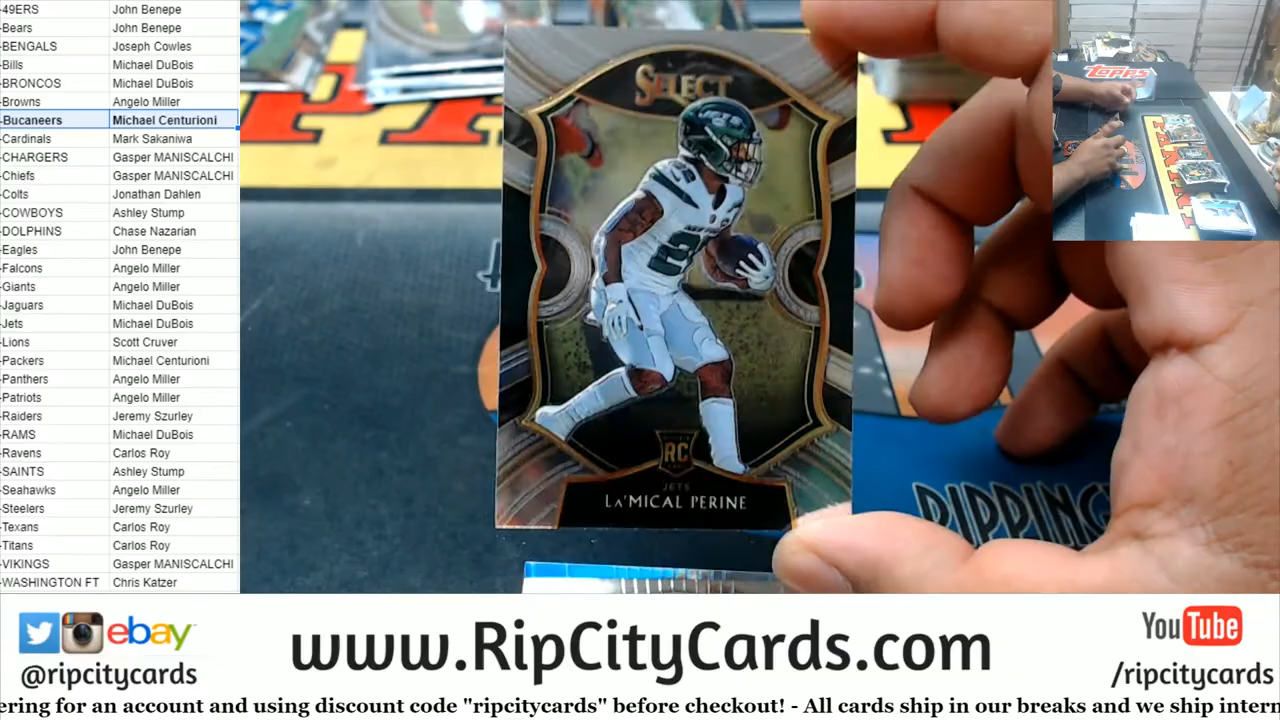 -49ERS John Benepe
-Bears John Benepe
-BENGALS Joseph Cowles
-Bills Michael DuBois
-BRONCOS Michael DuBois
-Browns Angelo Miller
-Bucaneers Michael Centurioni
-Cardinals Mark Sakaniwa
-CHARGERS Gasper MANISCALCHI
-Chiefs Gasper MANISCALCHI
-Colts Jonathan Dahlen
-COWBOYS Ashley Stump
-DOLPHINS Chase Nazarian
-Eagles John Benepe
-Falcons Angelo Miller
-Giants Angelo Miller
-Jaguars Michael DuBois
-Jets Michael DuBois
-Lions Scott Cruver
-Packers Michael Centurioni
-Panthers Angelo Miller
-Patriots Angelo Miller
-Raiders Jeremy Szurley
-RAMS Michael DuBois
-Ravens Carlos Roy
-SAINTS Ashley Stump
-Seahawks Angelo Miller
-Steelers Jeremy Szurley
-Texans Carlos Roy
-Titans Carlos Roy
-VIKINGS Gasper MANISCALCHI
-WASHINGTON FT Chris Katzer
SELECT
RC
JETS
LA'MICAL PERINE
Topps
RIPPING
ebay
@ripcitycards
www.RipCityCards.com
YouTube
/ripcitycards
ering for an account and using discount code "ripcitycards" before checkout! - All cards ship in our breaks and we ship intern